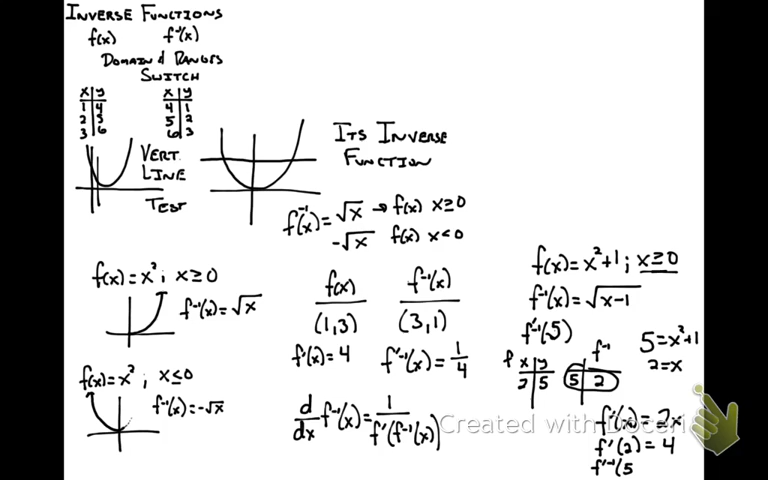 INVERSE FUNCTIONS
f(x) f⁻¹(x)
DOMAIN & RANGES
SWITCH
x y x y
1 4 4 1
2 5 5 2
3 6 6 3
VERT.
LINE
TEST
ITS INVERSE
FUNCTION
f⁻¹(x) = √x → f(x) x≥0
-√x f(x) x<0
f(x) = x² ; x≥0
f⁻¹(x) = √x
f(x) = x² ; x≤0
f⁻¹(x) = -√x
f(x) f⁻¹(x)
(1,3) (3,1)
f'(x) = 4 f'⁻¹(x) = 1/4
d/dx f⁻¹(x) = 1/f'(f⁻¹(x))
f(x) = x²+1 ; x≥0
f⁻¹(x) = √x-1
f'⁻¹(5)
5 = x²+1
2 = x
f x y f⁻¹
2 5 5 2
f'(x) = 2x
f'(2) = 4
f'⁻¹(5
Created with Doceri